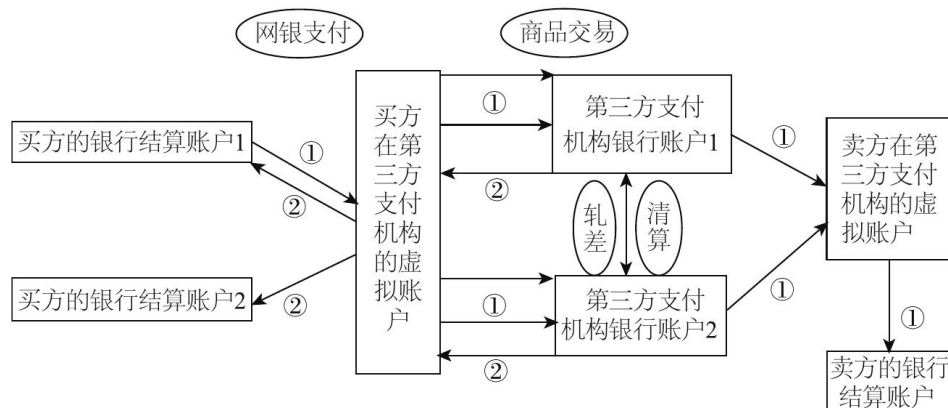 网银支付
商品交易
买方的银行结算账户1
①
②
买方的银行结算账户2
②
买方
在第
三方
支付
机构
的虚
拟账
户
①
第三方支付
机构银行账户1
②
轧
差
清
算
①
第三方支付
机构银行账户2
②
①
①
卖方在第
三方支付
机构的虚
拟账户
①
卖方的银行
结算账户